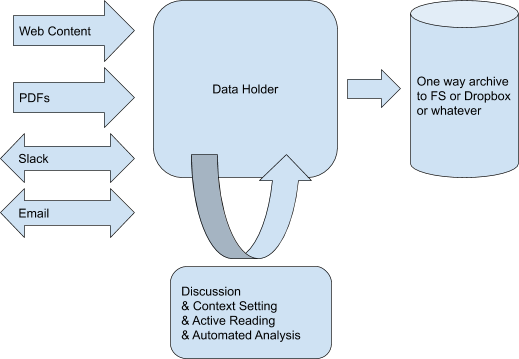 Web Content
PDFs
Slack
Email
Data Holder
One way archive
to FS or Dropbox
or whatever
Discussion
& Context Setting
& Active Reading
& Automated Analysis